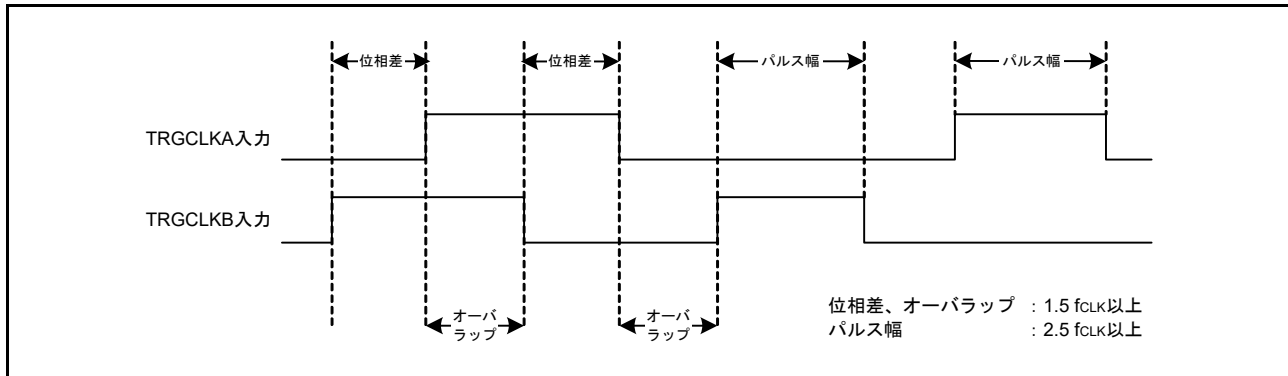 位相差
位相差
パルス幅
パルス幅
TRGCLKA入力
TRGCLKB入力
オーバ
ラップ
オーバ
ラップ
位相差、オーバラップ : 1.5 fCLK以上
パルス幅 : 2.5 fCLK以上